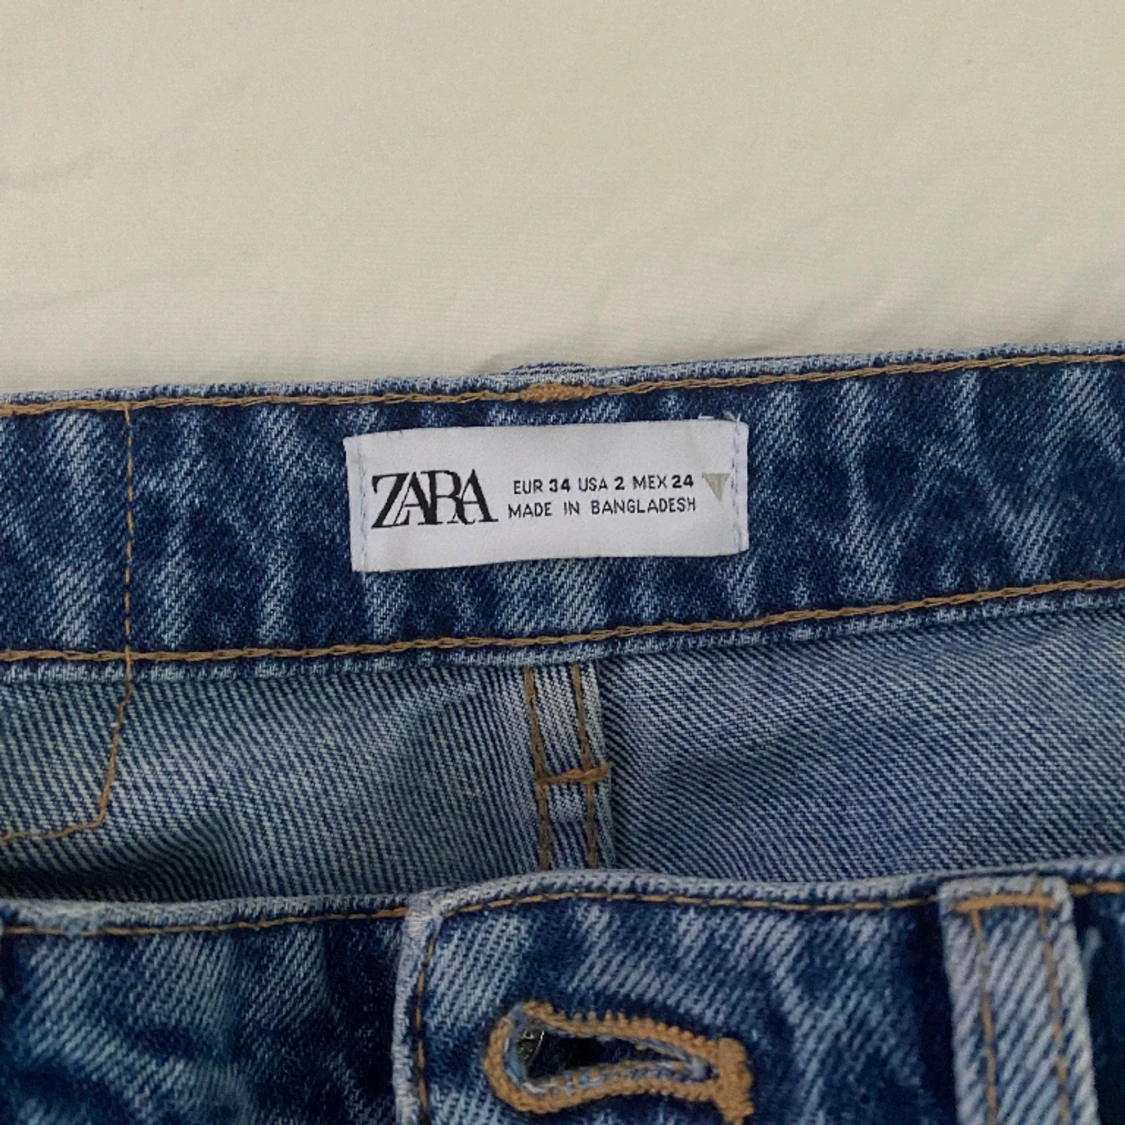 ZARA
EUR 34 USA 2 MEX 24
MADE IN BANGLADESH